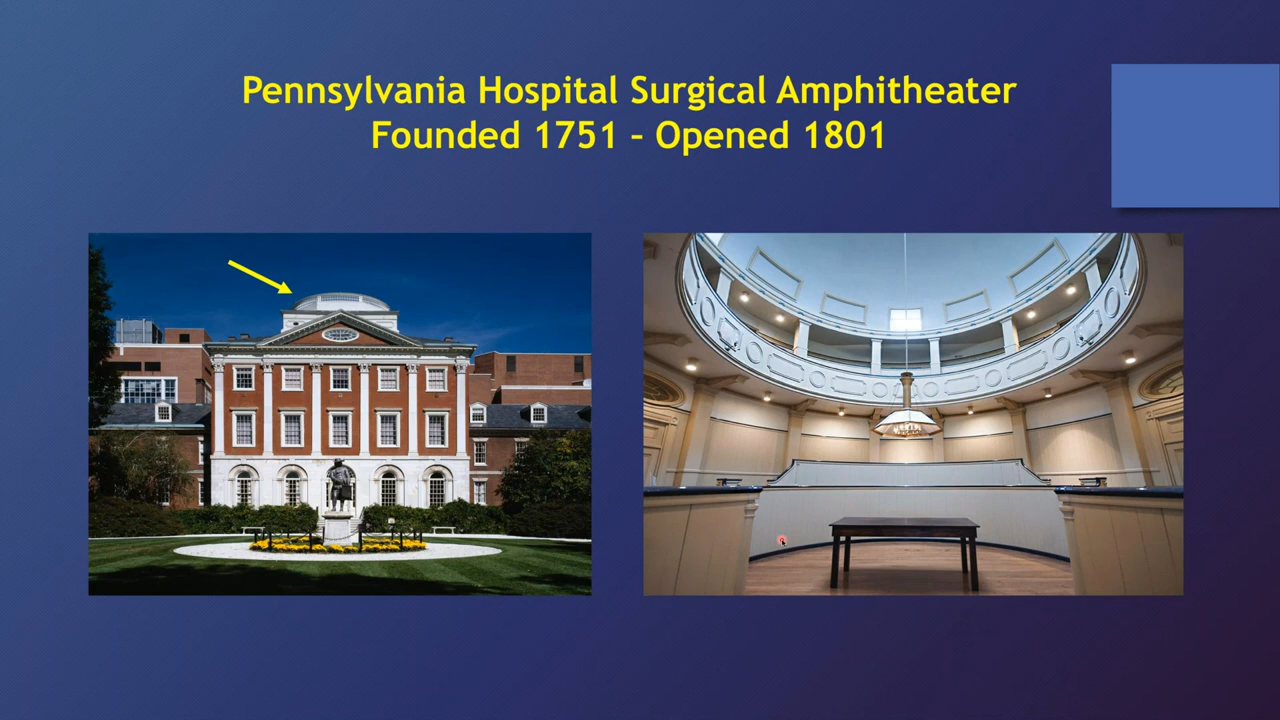 Pennsylvania Hospital Surgical Amphitheater
Founded 1751 – Opened 1801